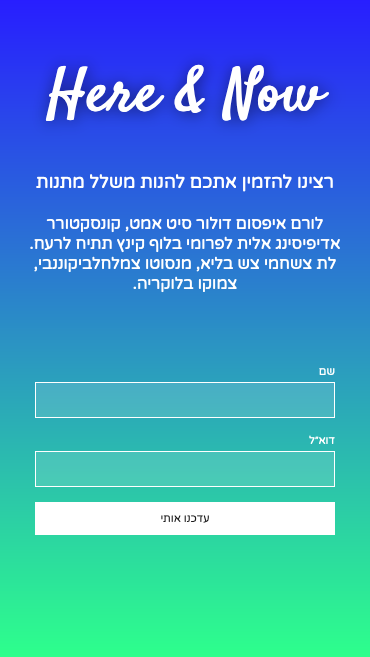 Here & Now
רצינו להזמין אתכם להנות משלל מתנות
לורם איפסום דולור סיט אמט, קונסקטורר
אדיפיסינג אלית לפרומי בלוף קינץ תתיח לרעח.
לת צשחמי צש בליא, מנסוטו צמלחלביקוננבי,
צמוקו בלוקריה.
שם
דוא״ל
עדכנו אותי